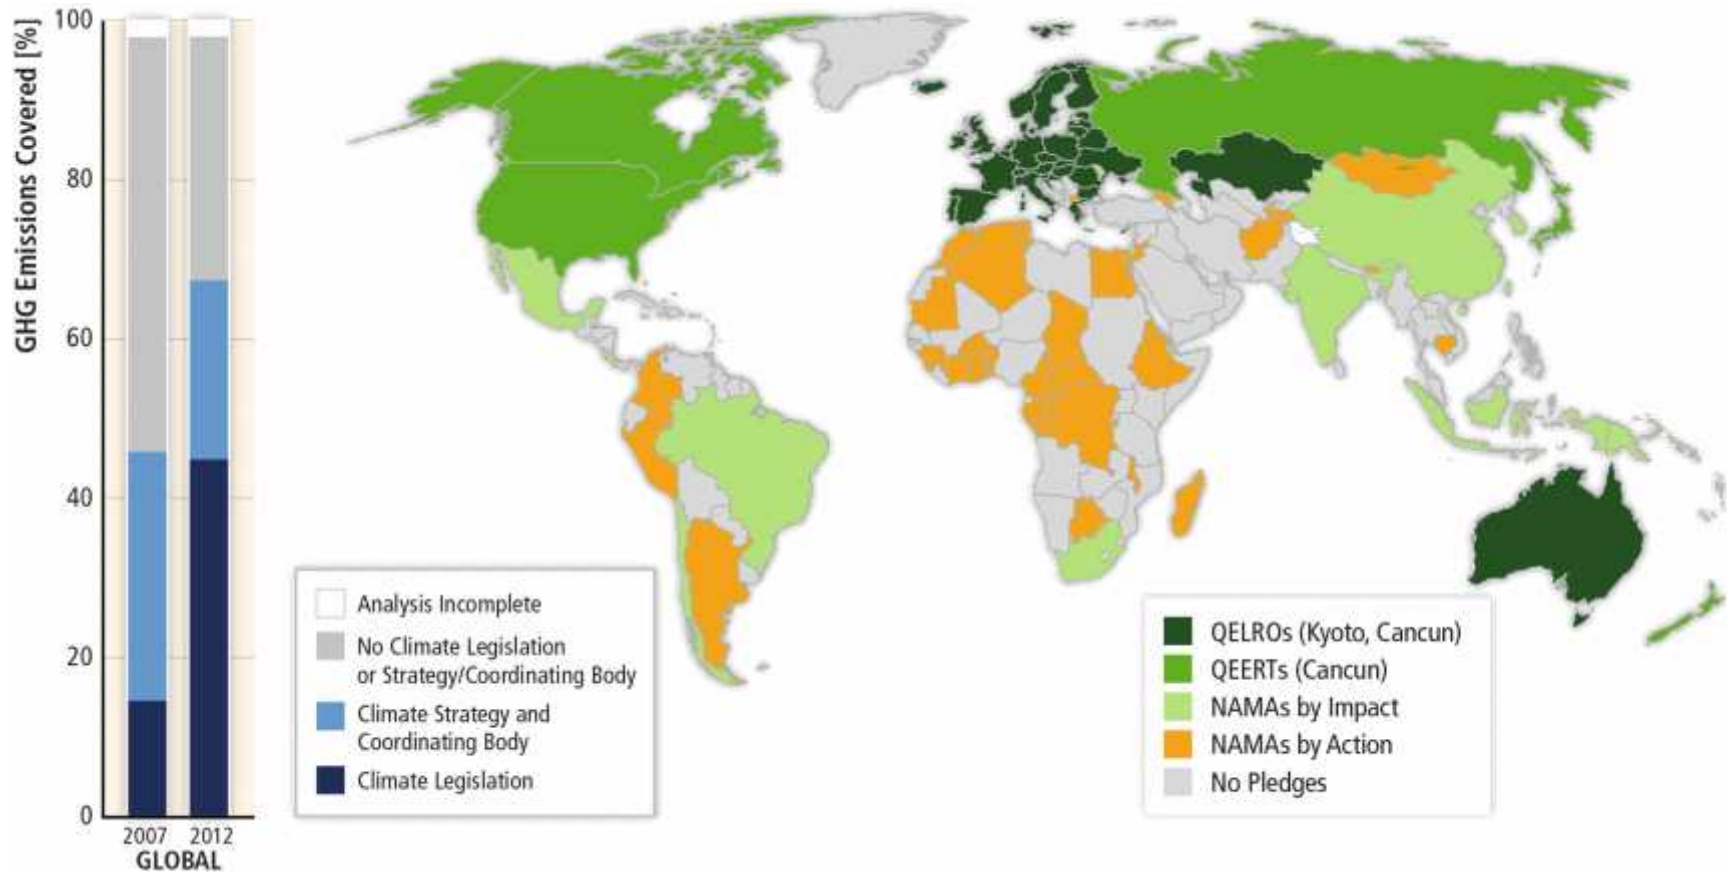 GHG Emissions Covered [%]
100
80
60
40
20
0
2007 2012
GLOBAL
Analysis Incomplete
No Climate Legislation
or Strategy/Coordinating Body
Climate Strategy and
Coordinating Body
Climate Legislation
QELROs (Kyoto, Cancun)
QEERTs (Cancun)
NAMAs by Impact
NAMAs by Action
No Pledges